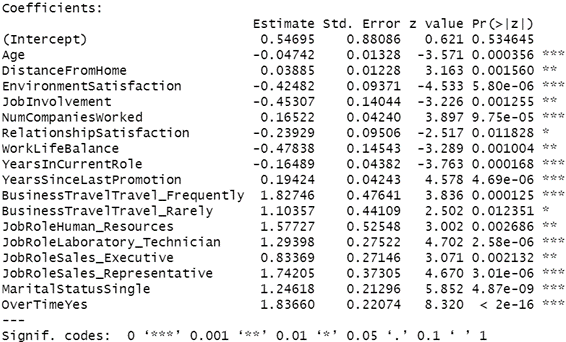 Coefficients:
Estimate Std. Error z value Pr(>|z|)
(Intercept) 0.54695 0.88086 0.621 0.534645
Age -0.04742 0.01328 -3.571 0.000356 ***
DistanceFromHome 0.03885 0.01228 3.163 0.001560 **
EnvironmentSatisfaction -0.42482 0.09371 -4.533 5.80e-06 ***
JobInvolvement -0.45307 0.14044 -3.226 0.001255 **
NumCompaniesWorked 0.16522 0.04240 3.897 9.75e-05 ***
RelationshipSatisfaction -0.23929 0.09506 -2.517 0.011828 *
WorkLifeBalance -0.47838 0.14543 -3.289 0.001004 **
YearsInCurrentRole -0.16489 0.04382 -3.763 0.000168 ***
YearsSinceLastPromotion 0.19424 0.04243 4.578 4.69e-06 ***
BusinessTravelTravel_Frequently 1.82746 0.47641 3.836 0.000125 ***
BusinessTravelTravel_Rarely 1.10357 0.44109 2.502 0.012351 *
JobRoleHuman_Resources 1.57727 0.52548 3.002 0.002686 **
JobRoleLaboratory_Technician 1.29398 0.27522 4.702 2.58e-06 ***
JobRoleSales_Executive 0.83369 0.27146 3.071 0.002132 **
JobRoleSales_Representative 1.74205 0.37305 4.670 3.01e-06 ***
MaritalStatusSingle 1.24618 0.21296 5.852 4.87e-09 ***
OverTimeYes 1.83660 0.22074 8.320 < 2e-16 ***
---
Signif. codes: 0 ‘***’ 0.001 ‘**’ 0.01 ‘*’ 0.05 ‘.’ 0.1 ‘ ’ 1